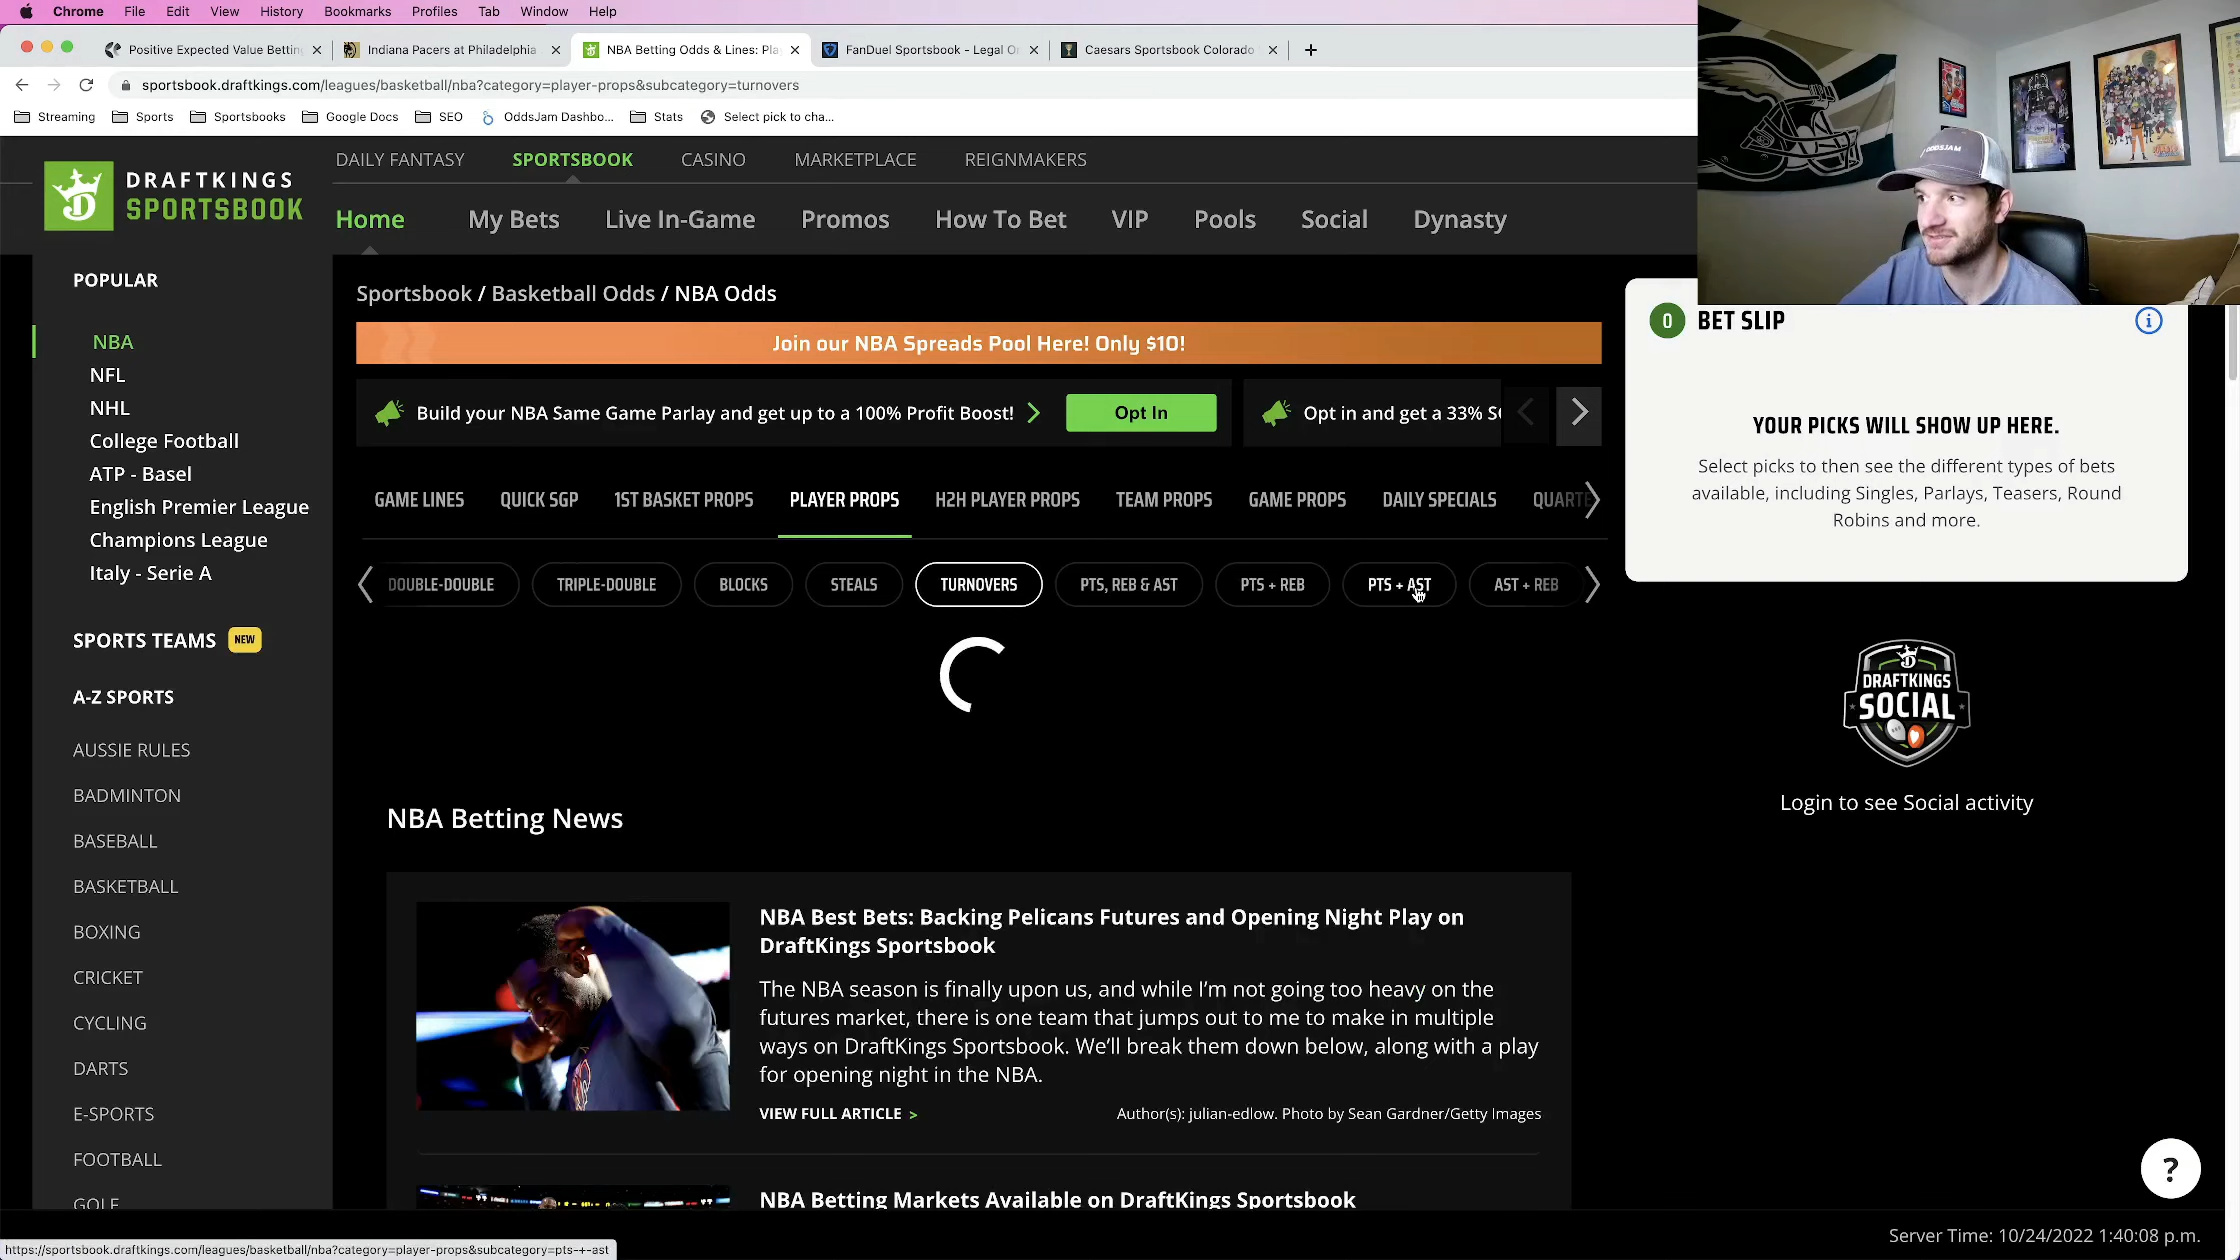 Chrome File Edit View History Bookmarks Profiles Tab Window Help
Positive Expected Value Bettin
Indiana Pacers at Philadelphia
NBA Betting Odds & Lines: Pla
FanDuel Sportsbook - Legal O
Caesars Sportsbook Colorado
sportsbook.draftkings.com/leagues/basketball/nba?category=player-props&subcategory=turnovers
Streaming Sports Sportsbooks Google Docs SEO OddsJam Dashbo... Stats Select pick to cha...
DRAFTKINGS
SPORTSBOOK
DAILY FANTASY SPORTSBOOK CASINO MARKETPLACE REIGNMAKERS
Home My Bets Live In-Game Promos How To Bet VIP Pools Social Dynasty
POPULAR
NBA
NFL
NHL
College Football
ATP - Basel
English Premier League
Champions League
Italy - Serie A
SPORTS TEAMS NEW
A-Z SPORTS
AUSSIE RULES
BADMINTON
BASEBALL
BASKETBALL
BOXING
CRICKET
CYCLING
DARTS
E-SPORTS
FOOTBALL
GOLF
Sportsbook / Basketball Odds / NBA Odds
Join our NBA Spreads Pool Here! Only $10!
Build your NBA Same Game Parlay and get up to a 100% Profit Boost! Opt In
Opt in and get a 33% S
GAME LINES QUICK SGP 1ST BASKET PROPS PLAYER PROPS H2H PLAYER PROPS TEAM PROPS GAME PROPS DAILY SPECIALS QUARTE
DOUBLE-DOUBLE TRIPLE-DOUBLE BLOCKS STEALS TURNOVERS PTS, REB & AST PTS + REB PTS + AST AST + REB
NBA Betting News
NBA Best Bets: Backing Pelicans Futures and Opening Night Play on
DraftKings Sportsbook
The NBA season is finally upon us, and while I'm not going too heavy on the
futures market, there is one team that jumps out to me to make in multiple
ways on DraftKings Sportsbook. We'll break them down below, along with a play
for opening night in the NBA.
VIEW FULL ARTICLE >
Author(s): julian-edlow. Photo by Sean Gardner/Getty Images
NBA Betting Markets Available on DraftKings Sportsbook
ODDSJAM
0 BET SLIP
YOUR PICKS WILL SHOW UP HERE.
Select picks to then see the different types of bets
available, including Singles, Parlays, Teasers, Round
Robins and more.
DRAFTKINGS
SOCIAL
Login to see Social activity
?
https://sportsbook.draftkings.com/leagues/basketball/nba?category=player-props&subcategory=pts-+-ast
Server Time: 10/24/2022 1:40:08 p.m.